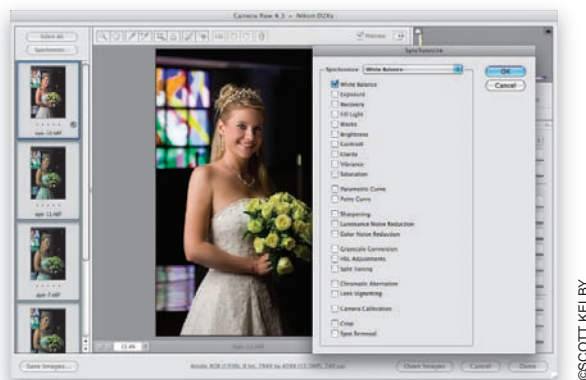 Camera Raw 4.3 - Nikon D2Xs
Select All
Synchronize...
Preview
Synchronize
Synchronize: White Balance
OK
Cancel
White Balance
Exposure
Recovery
Fill Light
Blacks
Brightness
Contrast
Clarity
Vibrance
Saturation
Parametric Curve
Point Curve
Sharpening
Luminance Noise Reduction
Color Noise Reduction
Grayscale Conversion
HSL Adjustments
Split Toning
Chromatic Aberration
Lens Vignetting
Camera Calibration
Crop
Spot Removal
Save Images...
Open Images
Cancel
Done
©SCOTT KELBY